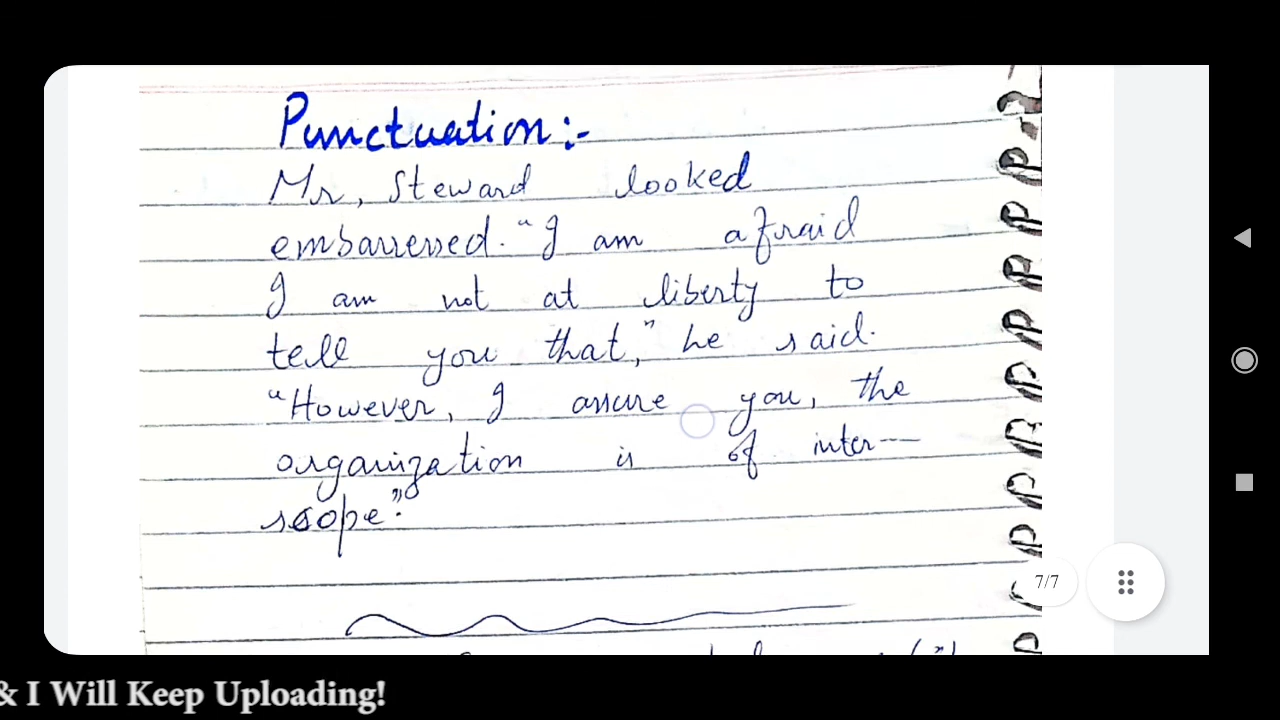 Punctuation:-
Mr, Steward looked
embarressed. "I am afraid
I am not at liberty to
tell you that," he said.
"However, I assure you, the
organization is of inter---
scope".
7/7
& I Will Keep Uploading!